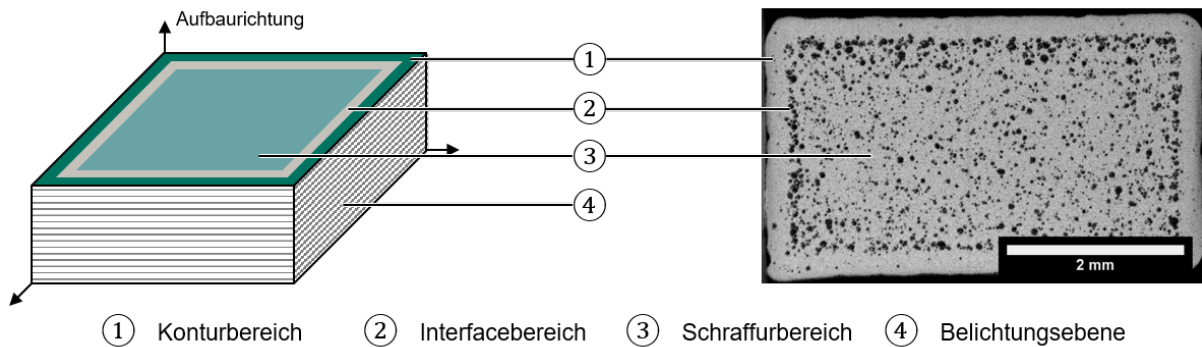 Aufbaurichtung
1
2
3
4
2 mm
1 Konturbereich 2 Interfacebereich 3 Schraffurbereich 4 Belichtungsebene